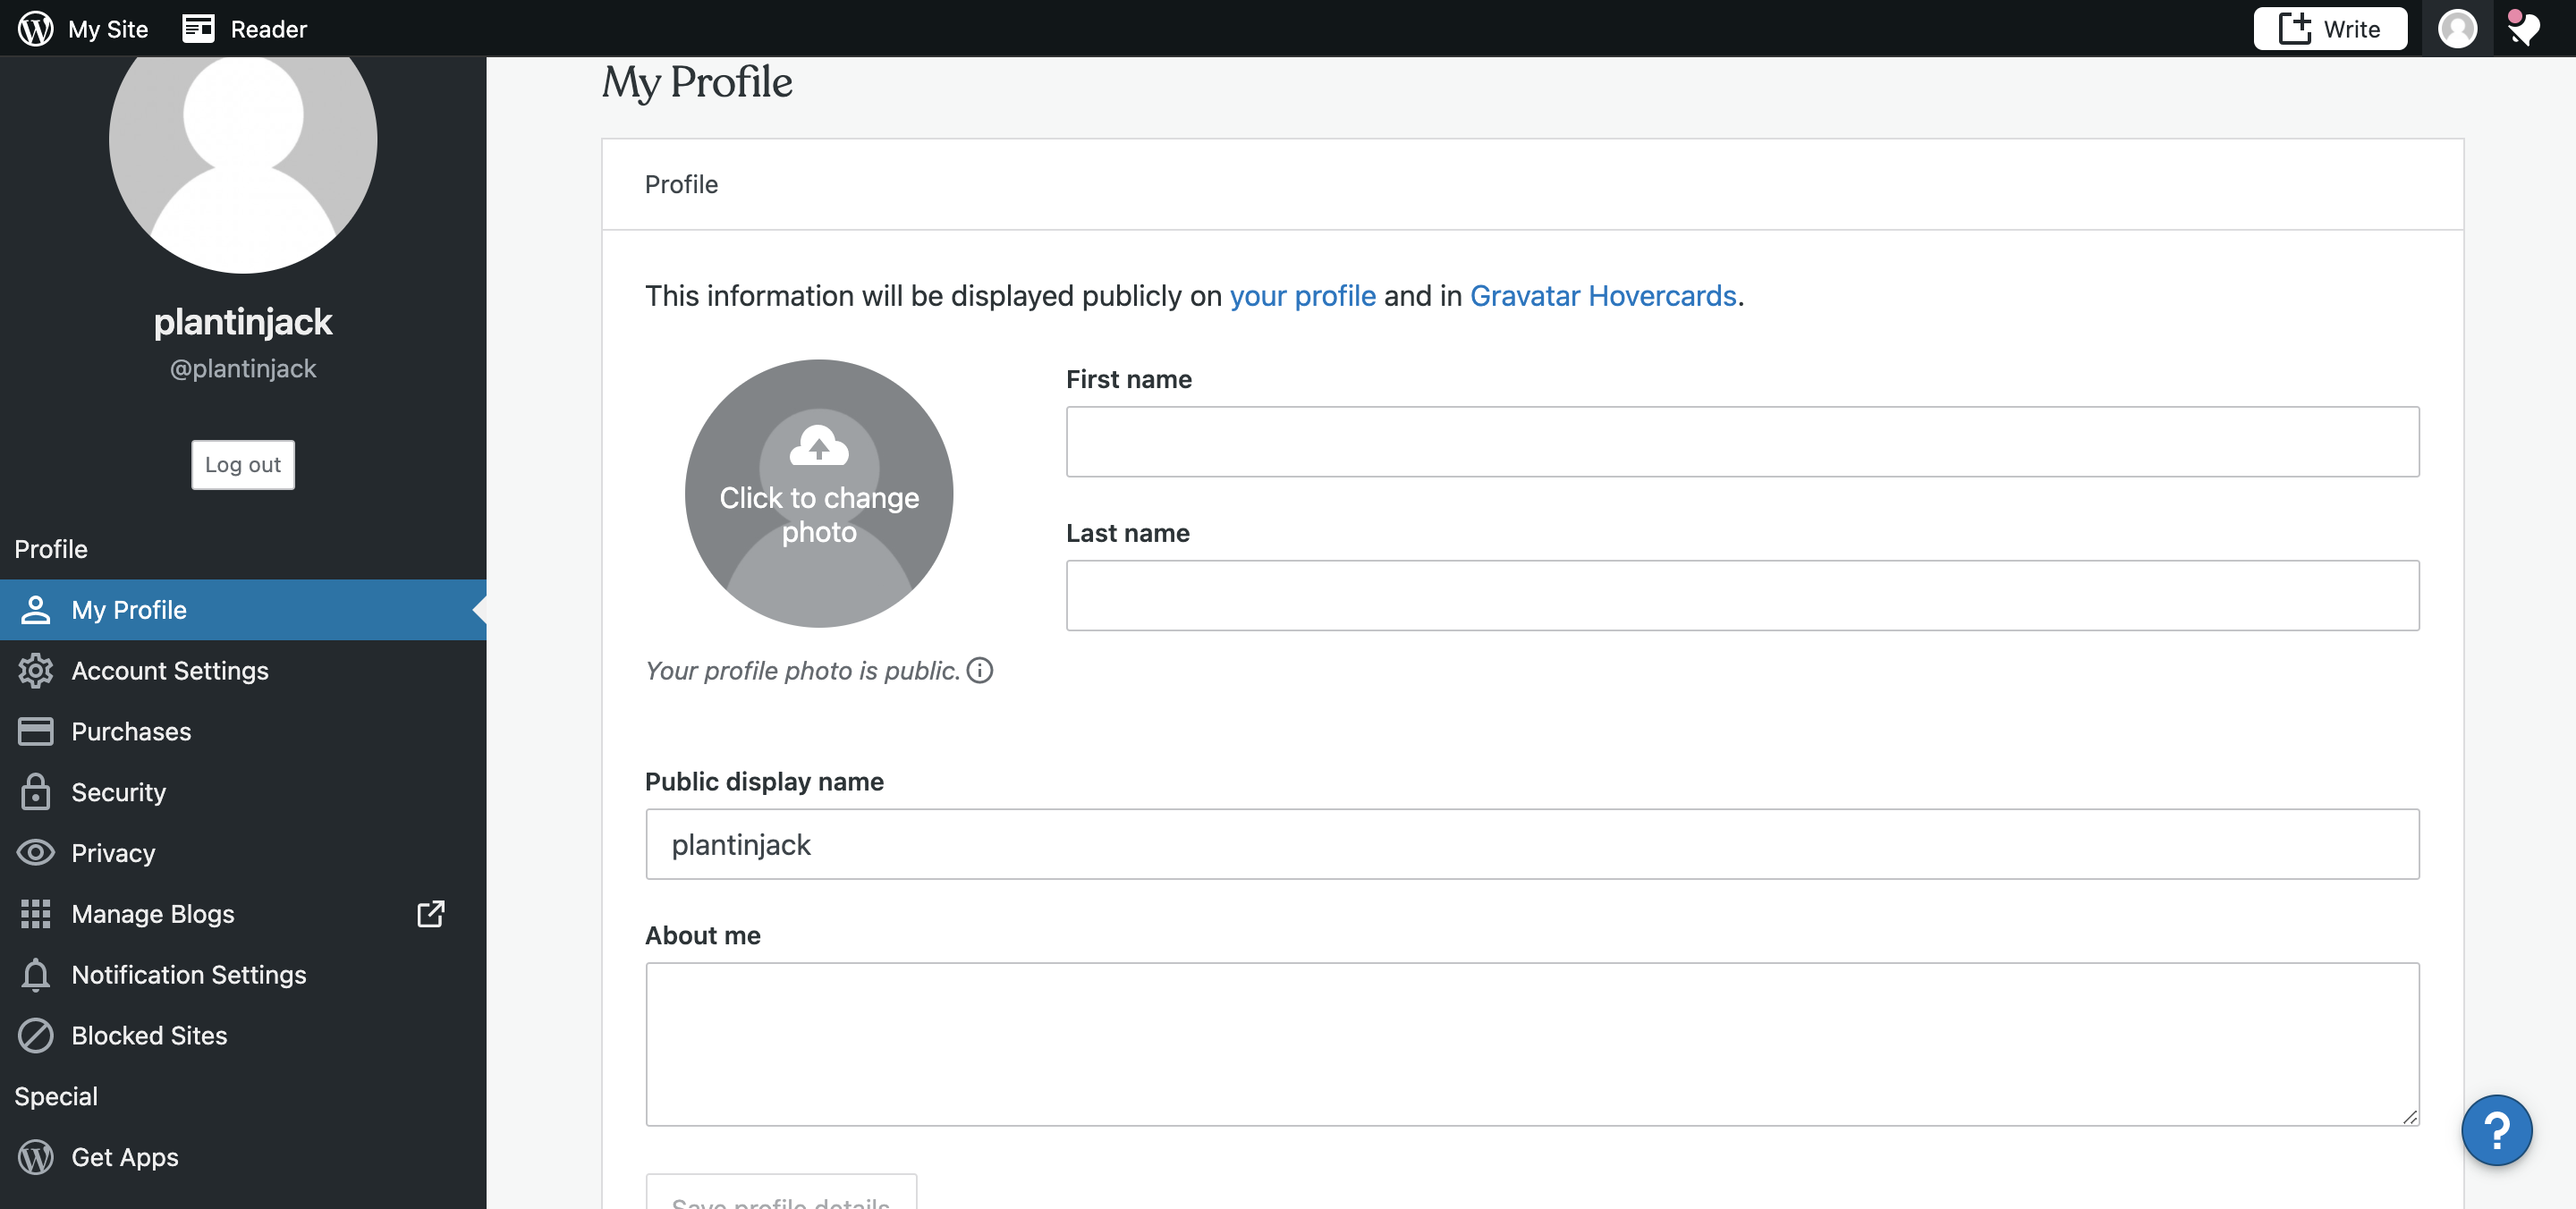 My Site
Reader
Write
plantinjack
@plantinjack
Log out
Profile
My Profile
Account Settings
Purchases
Security
Privacy
Manage Blogs
Notification Settings
Blocked Sites
Special
Get Apps
My Profile
Profile
This information will be displayed publicly on your profile and in Gravatar Hovercards.
Click to change
photo
Your profile photo is public.
First name
Last name
Public display name
plantinjack
About me
Save profile details
?